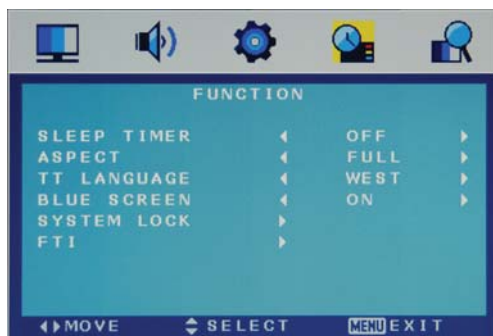 FUNCTION
SLEEP TIMER OFF
ASPECT FULL
TT LANGUAGE WEST
BLUE SCREEN ON
SYSTEM LOCK
FTI
MOVE SELECT MENU EXIT